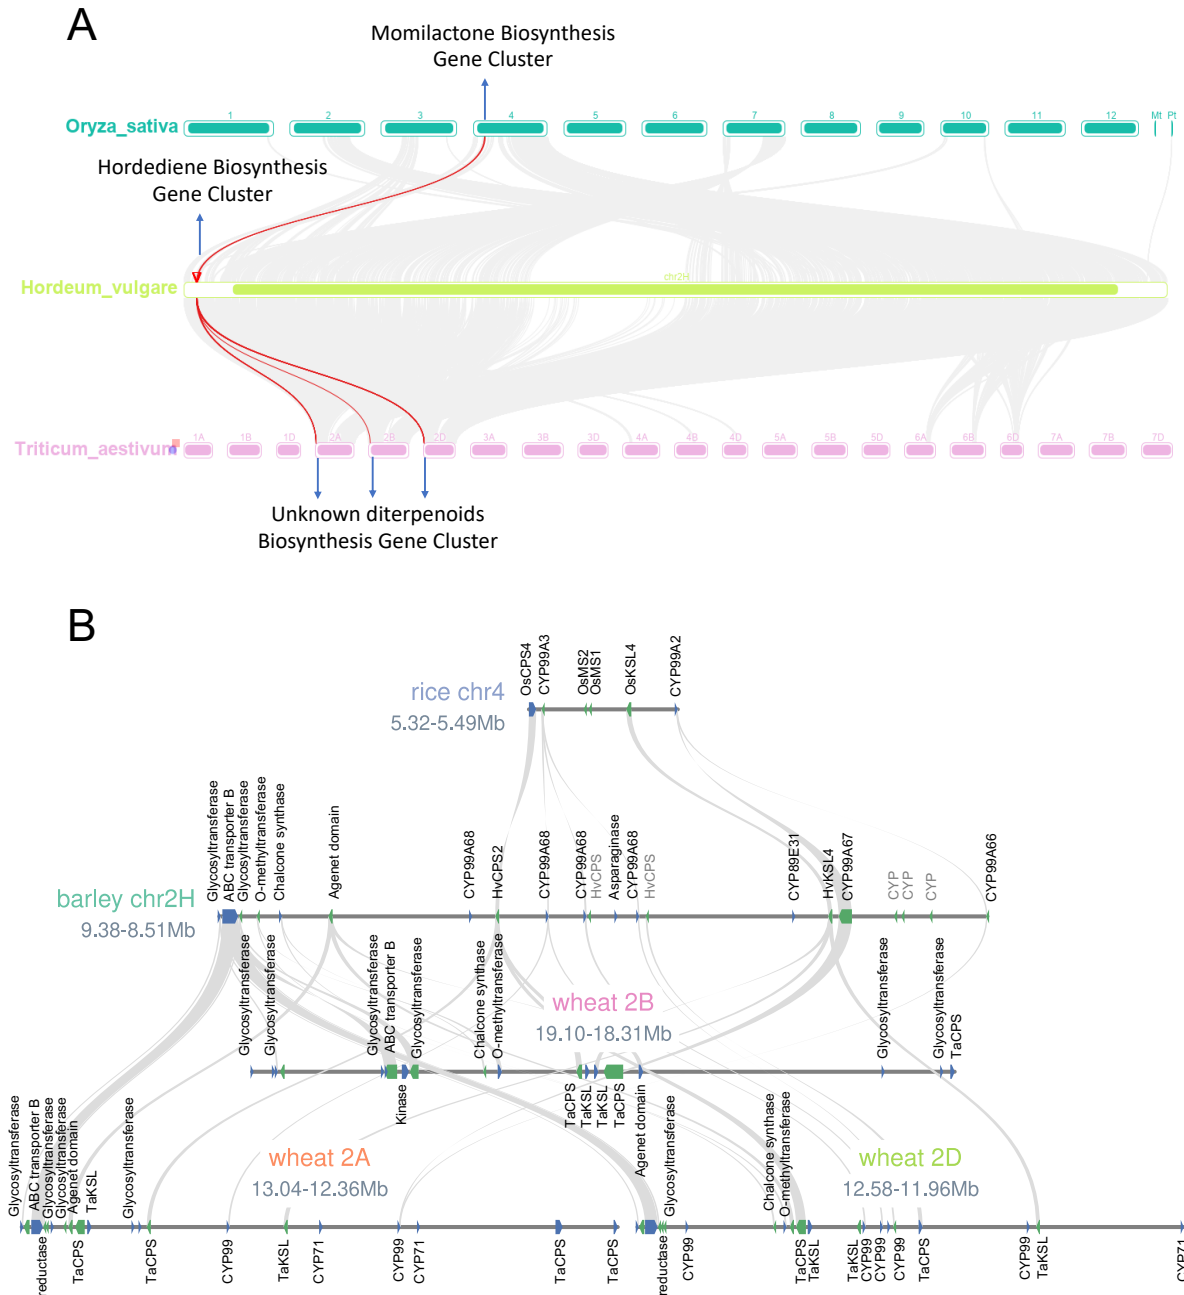 A
Momilactone Biosynthesis
Gene Cluster
1 2 3 4 5 6 7 8 9 10 11 12 Mt Pt
Oryza_sativa
Hordediene Biosynthesis
Gene Cluster
chr2H
Hordeum_vulgare
1A 1B 1D 2A 2B 2D 3A 3B 3D 4A 4B 4D 5A 5B 5D 6A 6B 6D 7A 7B 7D
Triticum_aestivum
Unknown diterpenoids
Biosynthesis Gene Cluster
B
OsCPS4
CYP99A3
OsMS2
OsMS1
OsKSL4
CYP99A2
rice chr4
5.32-5.49Mb
Glycosyltransferase
ABC transporter B
Glycosyltransferase
O-methyltransferase
Chalcone synthase
Agenet domain
CYP99A68
HvCPS2
CYP99A68
CYP99A68
HvCPS
Asparaginase
CYP99A68
HvCPS
CYP89E31
HvKSL4
CYP99A67
CYP
CYP
CYP
CYP99A66
barley chr2H
9.38-8.51Mb
Glycosyltransferase
Glycosyltransferase
Glycosyltransferase
ABC transporter B
Glycosyltransferase
Chalcone synthase
O-methyltransferase
wheat 2B
19.10-18.31Mb
Glycosyltransferase
Glycosyltransferase
TaCPS
Kinase
TaCPS
TaKSL
TaKSL
TaCPS
Glycosyltransferase
ABC transporter B
Glycosyltransferase
Glycosyltransferase
Agenet domain
TaKSL
Glycosyltransferase
wheat 2A
13.04-12.36Mb
Agenet domain
Glycosyltransferase
Chalcone synthase
O-methyltransferase
wheat 2D
12.58-11.96Mb
reductase
TaCPS
TaCPS
CYP99
TaKSL
CYP71
CYP99
CYP71
TaCPS
TaCPS
reductase
CYP99
TaCPS
TaKSL
TaKSL
CYP99
CYP99
CYP99
TaCPS
CYP99
TaKSL
CYP71